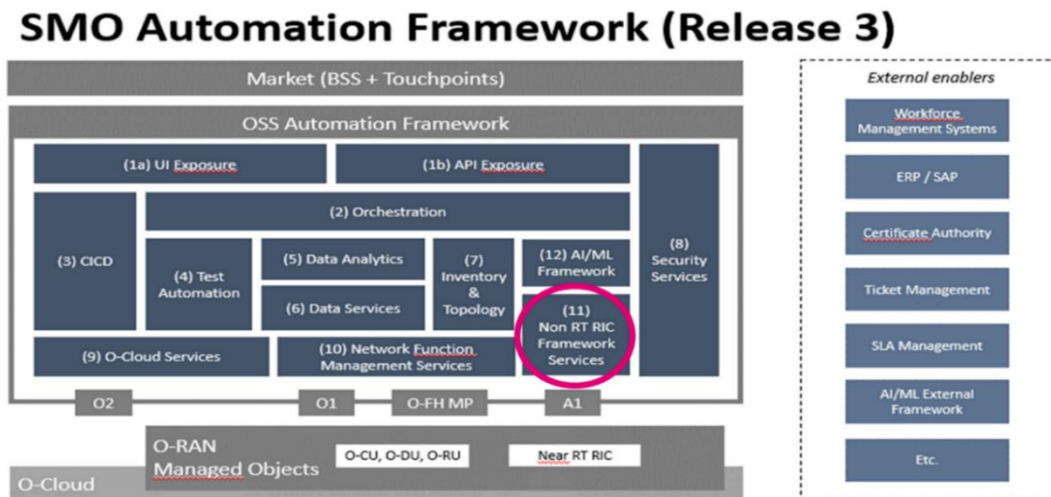 SMO Automation Framework (Release 3)
Market (BSS + Touchpoints)
OSS Automation Framework
(1a) UI Exposure
(1b) API Exposure
(2) Orchestration
(3) CICD
(4) Test
Automation
(5) Data Analytics
(6) Data Services
(7)
Inventory
&
Topology
(12) AI/ML
Framework
(11)
Non RT RIC
Framework
Services
(8)
Security
Services
(9) O-Cloud Services
(10) Network Function
Management Services
O2
O1
O-FH MP
A1
O-RAN
Managed Objects
O-CU, O-DU, O-RU
Near RT RIC
O-Cloud
External enablers
Workforce
Management Systems
ERP / SAP
Certificate Authority
Ticket Management
SLA Management
AI/ML External
Framework
Etc.